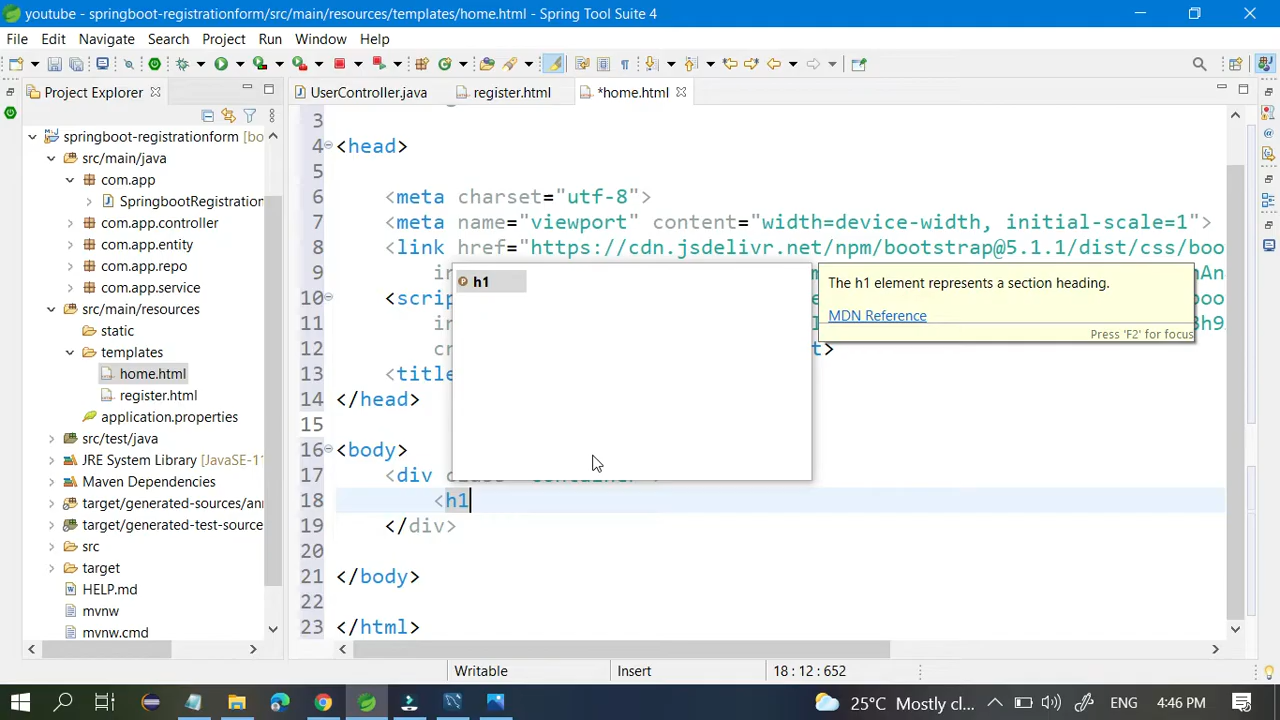 youtube - springboot-registrationform/src/main/resources/templates/home.html - Spring Tool Suite 4
File Edit Navigate Search Project Run Window Help
Project Explorer
UserController.java
register.html
*home.html
springboot-registrationform [bo
src/main/java
com.app
SpringbootRegistration
com.app.controller
com.app.entity
com.app.repo
com.app.service
src/main/resources
static
templates
home.html
register.html
application.properties
src/test/java
JRE System Library [JavaSE-1
Maven Dependencies
target/generated-sources/an
target/generated-test-source
src
target
HELP.md
mvnw
mvnw.cmd
3
4 <head>
5
6 <meta charset="utf-8">
7 <meta name="viewport" content="width=device-width, initial-scale=1">
8 <link href="https://cdn.jsdelivr.net/npm/bootstrap@5.1.1/dist/css/boo
9 in
10 <scrip
11 in
12 cr
13 <title
14 </head>
15
16 <body>
17 <div
18 <h1
19 </div>
20
21 </body>
22
23 </html>
h1
The h1 element represents a section heading.
MDN Reference
Press 'F2' for focus
Writable Insert 18 : 12 : 652
25°C Mostly cl... ENG 4:46 PM